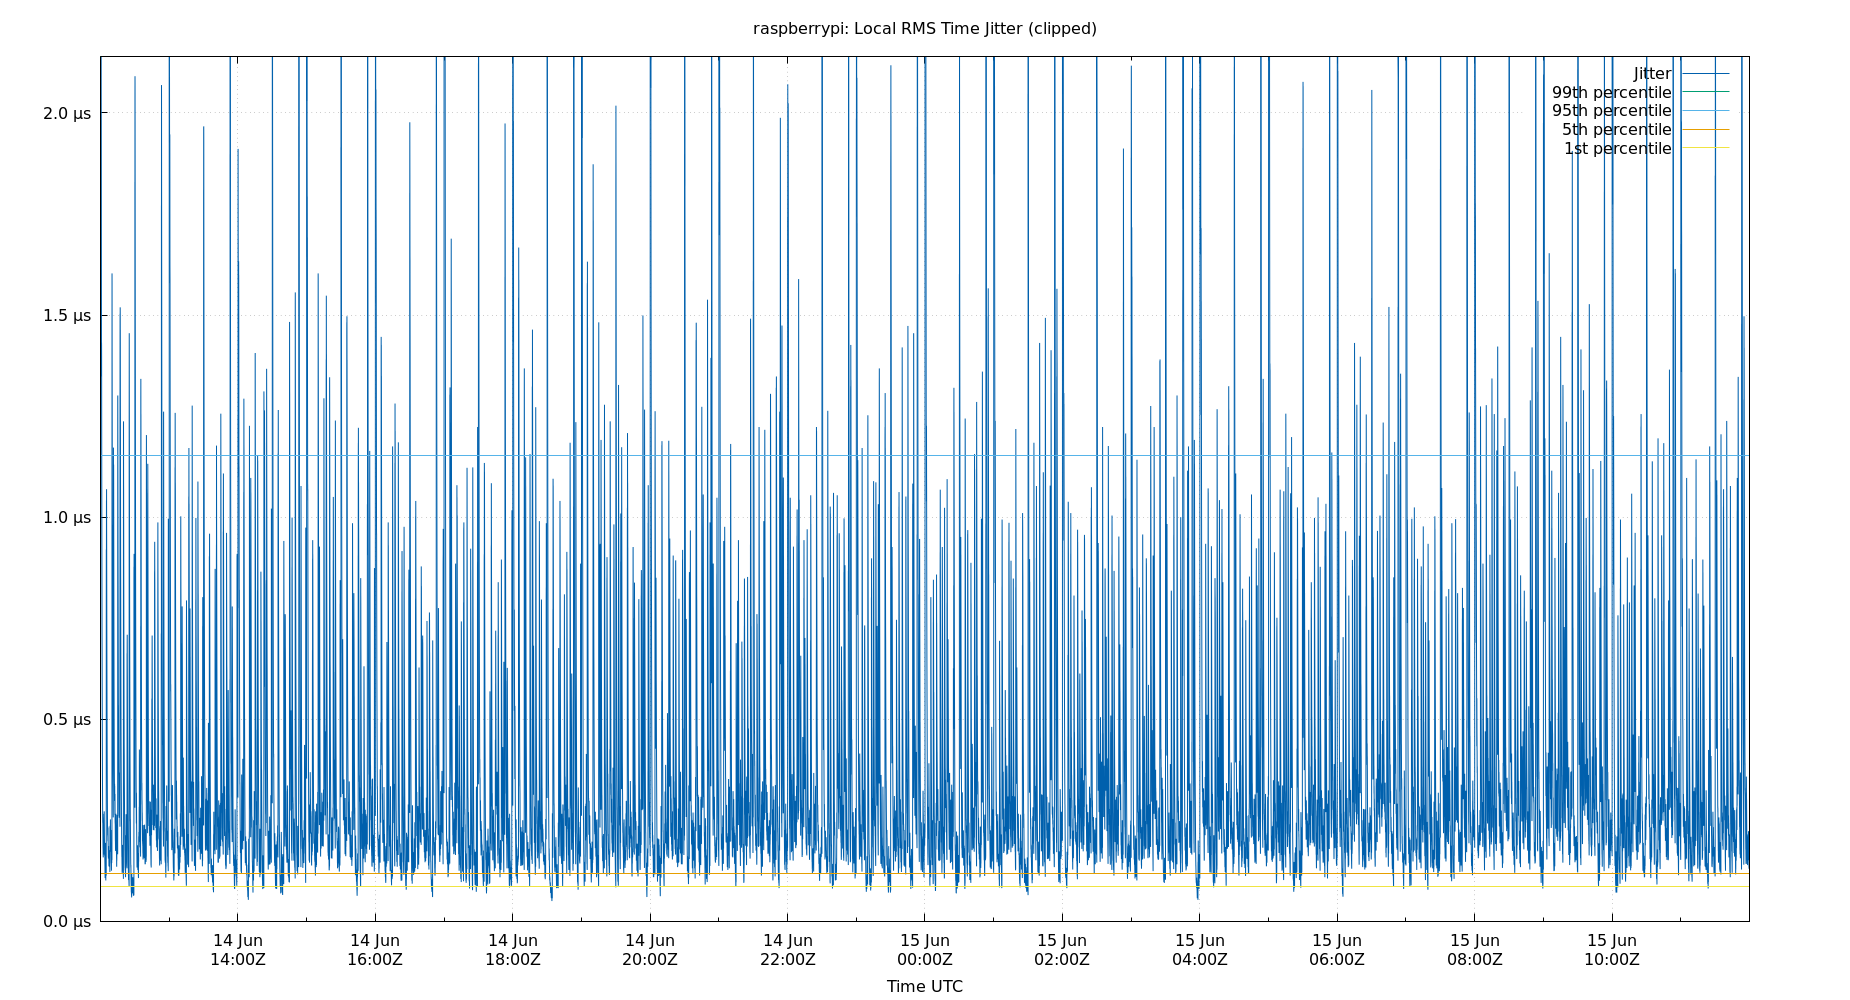 raspberrypi: Local RMS Time Jitter (clipped)
Jitter
99th percentile
95th percentile
5th percentile
1st percentile
2.0 µs
1.5 µs
1.0 µs
0.5 µs
0.0 µs
14 Jun 14 Jun 14 Jun 14 Jun 14 Jun 15 Jun 15 Jun 15 Jun 15 Jun 15 Jun 15 Jun
14:00Z 16:00Z 18:00Z 20:00Z 22:00Z 00:00Z 02:00Z 04:00Z 06:00Z 08:00Z 10:00Z
Time UTC